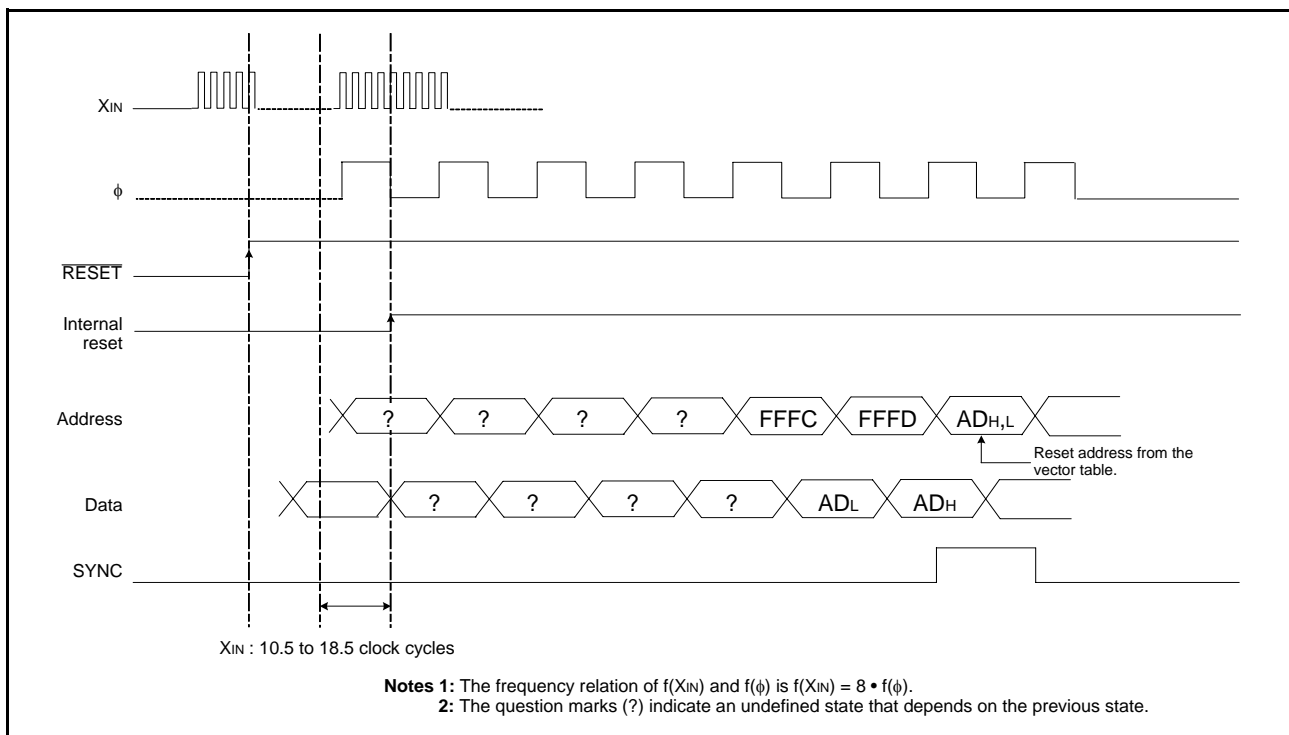 XIN
ϕ
RESET
Internal
reset
Address
? ? ? ? FFFC FFFD ADH,L
Reset address from the
vector table.
Data
? ? ? ? ADL ADH
SYNC
XIN : 10.5 to 18.5 clock cycles
Notes 1: The frequency relation of f(XIN) and f(ϕ) is f(XIN) = 8 • f(ϕ).
2: The question marks (?) indicate an undefined state that depends on the previous state.